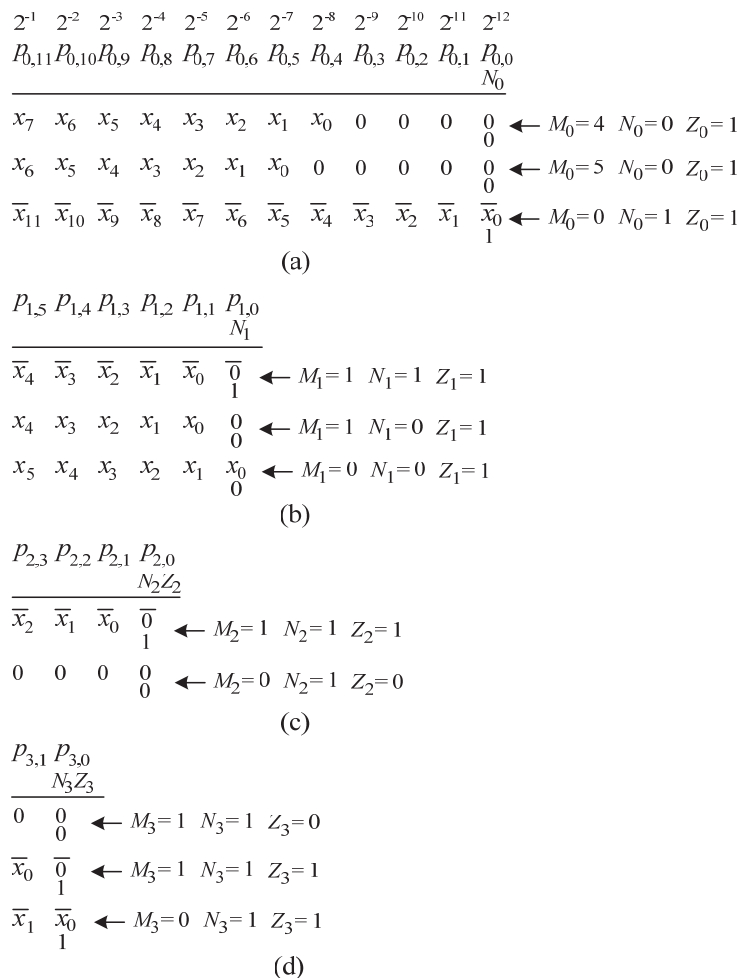 2⁻¹ 2⁻² 2⁻³ 2⁻⁴ 2⁻⁵ 2⁻⁶ 2⁻⁷ 2⁻⁸ 2⁻⁹ 2⁻¹⁰ 2⁻¹¹ 2⁻¹²
p₀,₁₁ p₀,₁₀ p₀,₉ p₀,₈ p₀,₇ p₀,₆ p₀,₅ p₀,₄ p₀,₃ p₀,₂ p₀,₁ p₀,₀
N₀
x₇ x₆ x₅ x₄ x₃ x₂ x₁ x₀ 0 0 0 0 ← M₀=4 N₀=0 Z₀=1
0
x₆ x₅ x₄ x₃ x₂ x₁ x₀ 0 0 0 0 0 ← M₀=5 N₀=0 Z₀=1
0
x̅₁₁ x̅₁₀ x̅₉ x̅₈ x̅₇ x̅₆ x̅₅ x̅₄ x̅₃ x̅₂ x̅₁ x̅₀ ← M₀=0 N₀=1 Z₀=1
1
(a)
p₁,₅ p₁,₄ p₁,₃ p₁,₂ p₁,₁ p₁,₀
N₁
x̅₄ x̅₃ x̅₂ x̅₁ x̅₀ 0̅ ← M₁=1 N₁=1 Z₁=1
1
x₄ x₃ x₂ x₁ x₀ 0 ← M₁=1 N₁=0 Z₁=1
0
x₅ x₄ x₃ x₂ x₁ x₀ ← M₁=0 N₁=0 Z₁=1
0
(b)
p₂,₃ p₂,₂ p₂,₁ p₂,₀
N₂Z₂
x̅₂ x̅₁ x̅₀ 0̅ ← M₂=1 N₂=1 Z₂=1
1
0 0 0 0 ← M₂=0 N₂=1 Z₂=0
0
(c)
p₃,₁ p₃,₀
N₃Z₃
0 0 ← M₃=1 N₃=1 Z₃=0
0
x̅₀ 0̅ ← M₃=1 N₃=1 Z₃=1
1
x̅₁ x̅₀ ← M₃=0 N₃=1 Z₃=1
1
(d)